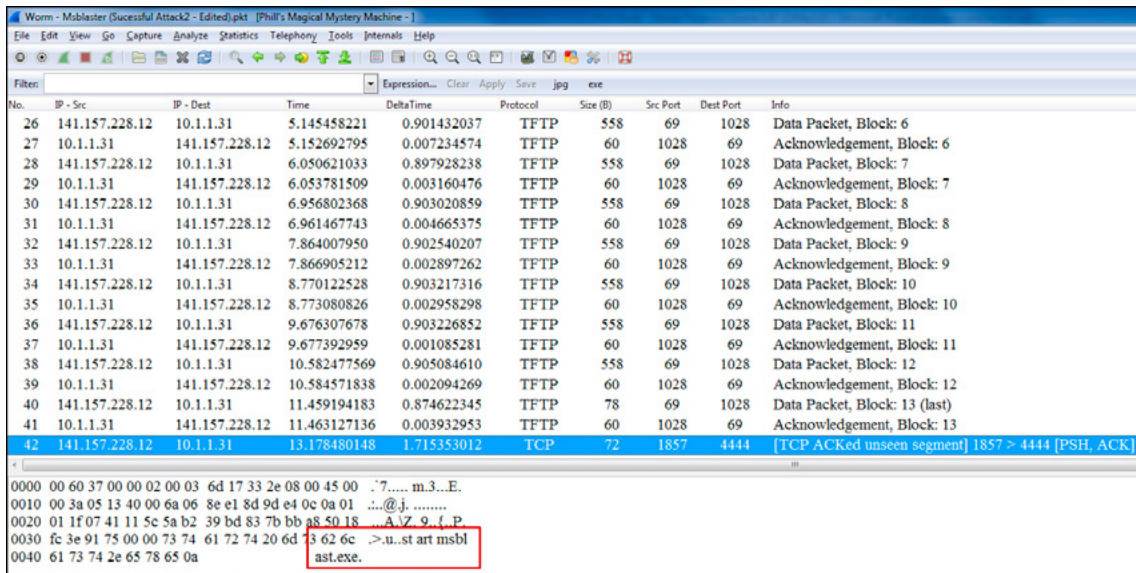 Worm - Msblaster (Sucessful Attack2 - Edited).pkt [Phill's Magical Mystery Machine - ]
File Edit View Go Capture Analyze Statistics Telephony Tools Internals Help
Filter: Expression... Clear Apply Save jpg exe
No. IP - Src IP - Dest Time DeltaTime Protocol Size (B) Src Port Dest Port Info
26 141.157.228.12 10.1.1.31 5.145458221 0.901432037 TFTP 558 69 1028 Data Packet, Block: 6
27 10.1.1.31 141.157.228.12 5.152692795 0.007234574 TFTP 60 1028 69 Acknowledgement, Block: 6
28 141.157.228.12 10.1.1.31 6.050621033 0.897928238 TFTP 558 69 1028 Data Packet, Block: 7
29 10.1.1.31 141.157.228.12 6.053781509 0.003160476 TFTP 60 1028 69 Acknowledgement, Block: 7
30 141.157.228.12 10.1.1.31 6.956802368 0.903020859 TFTP 558 69 1028 Data Packet, Block: 8
31 10.1.1.31 141.157.228.12 6.961467743 0.004665375 TFTP 60 1028 69 Acknowledgement, Block: 8
32 141.157.228.12 10.1.1.31 7.864007950 0.902540207 TFTP 558 69 1028 Data Packet, Block: 9
33 10.1.1.31 141.157.228.12 7.866905212 0.002897262 TFTP 60 1028 69 Acknowledgement, Block: 9
34 141.157.228.12 10.1.1.31 8.770122528 0.903217316 TFTP 558 69 1028 Data Packet, Block: 10
35 10.1.1.31 141.157.228.12 8.773080826 0.002958298 TFTP 60 1028 69 Acknowledgement, Block: 10
36 141.157.228.12 10.1.1.31 9.676307678 0.903226852 TFTP 558 69 1028 Data Packet, Block: 11
37 10.1.1.31 141.157.228.12 9.677392959 0.001085281 TFTP 60 1028 69 Acknowledgement, Block: 11
38 141.157.228.12 10.1.1.31 10.582477569 0.905084610 TFTP 558 69 1028 Data Packet, Block: 12
39 10.1.1.31 141.157.228.12 10.584571838 0.002094269 TFTP 60 1028 69 Acknowledgement, Block: 12
40 141.157.228.12 10.1.1.31 11.459194183 0.874622345 TFTP 78 69 1028 Data Packet, Block: 13 (last)
41 10.1.1.31 141.157.228.12 11.463127136 0.003932953 TFTP 60 1028 69 Acknowledgement, Block: 13
42 141.157.228.12 10.1.1.31 13.178480148 1.715353012 TCP 72 1857 4444 [TCP ACKed unseen segment] 1857 > 4444 [PSH, ACK]
0000 00 60 37 00 00 02 00 03 6d 17 33 2e 08 00 45 00 .`7..... m.3...E.
0010 00 3a 05 13 40 00 6a 06 8e e1 8d 9d e4 0c 0a 01 .:..@.j. ........
0020 01 1f 07 41 11 5c 5a b2 39 bd 83 7b bb a8 50 18 ...A.\Z. 9..{..P.
0030 fc 3e 91 75 00 00 73 74 61 72 74 20 6d 73 62 6c .>.u..st art msbl
0040 61 73 74 2e 65 78 65 0a ast.exe.